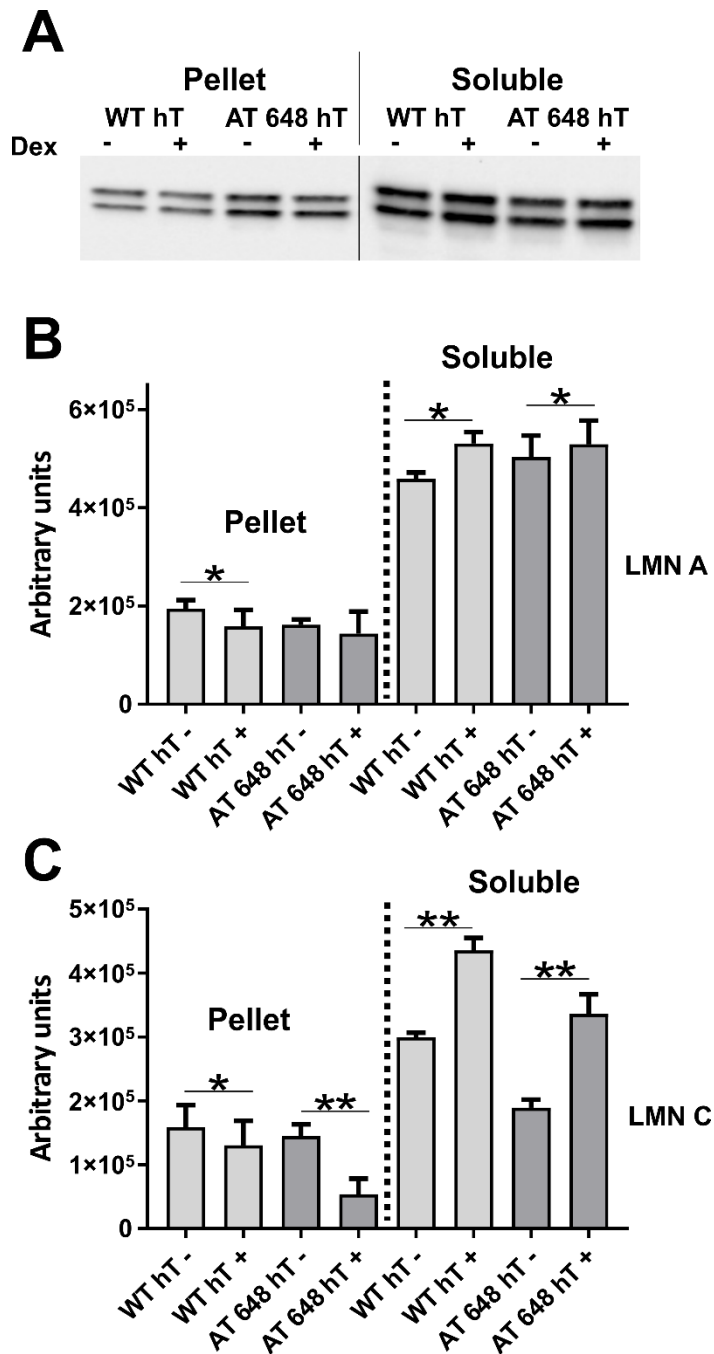 A
Pellet Soluble
WT hT AT 648 hT WT hT AT 648 hT
Dex - + - + - + - +
B
Soluble
6×10⁵
4×10⁵
2×10⁵
0
Arbitrary units
Pellet
* * *
LMN A
WT hT - WT hT + AT 648 hT - AT 648 hT + WT hT - WT hT + AT 648 hT - AT 648 hT +
C
Soluble
5×10⁵
4×10⁵
3×10⁵
2×10⁵
1×10⁵
0
Arbitrary units
Pellet
* ** ** **
LMN C
WT hT - WT hT + AT 648 hT - AT 648 hT + WT hT - WT hT + AT 648 hT - AT 648 hT +